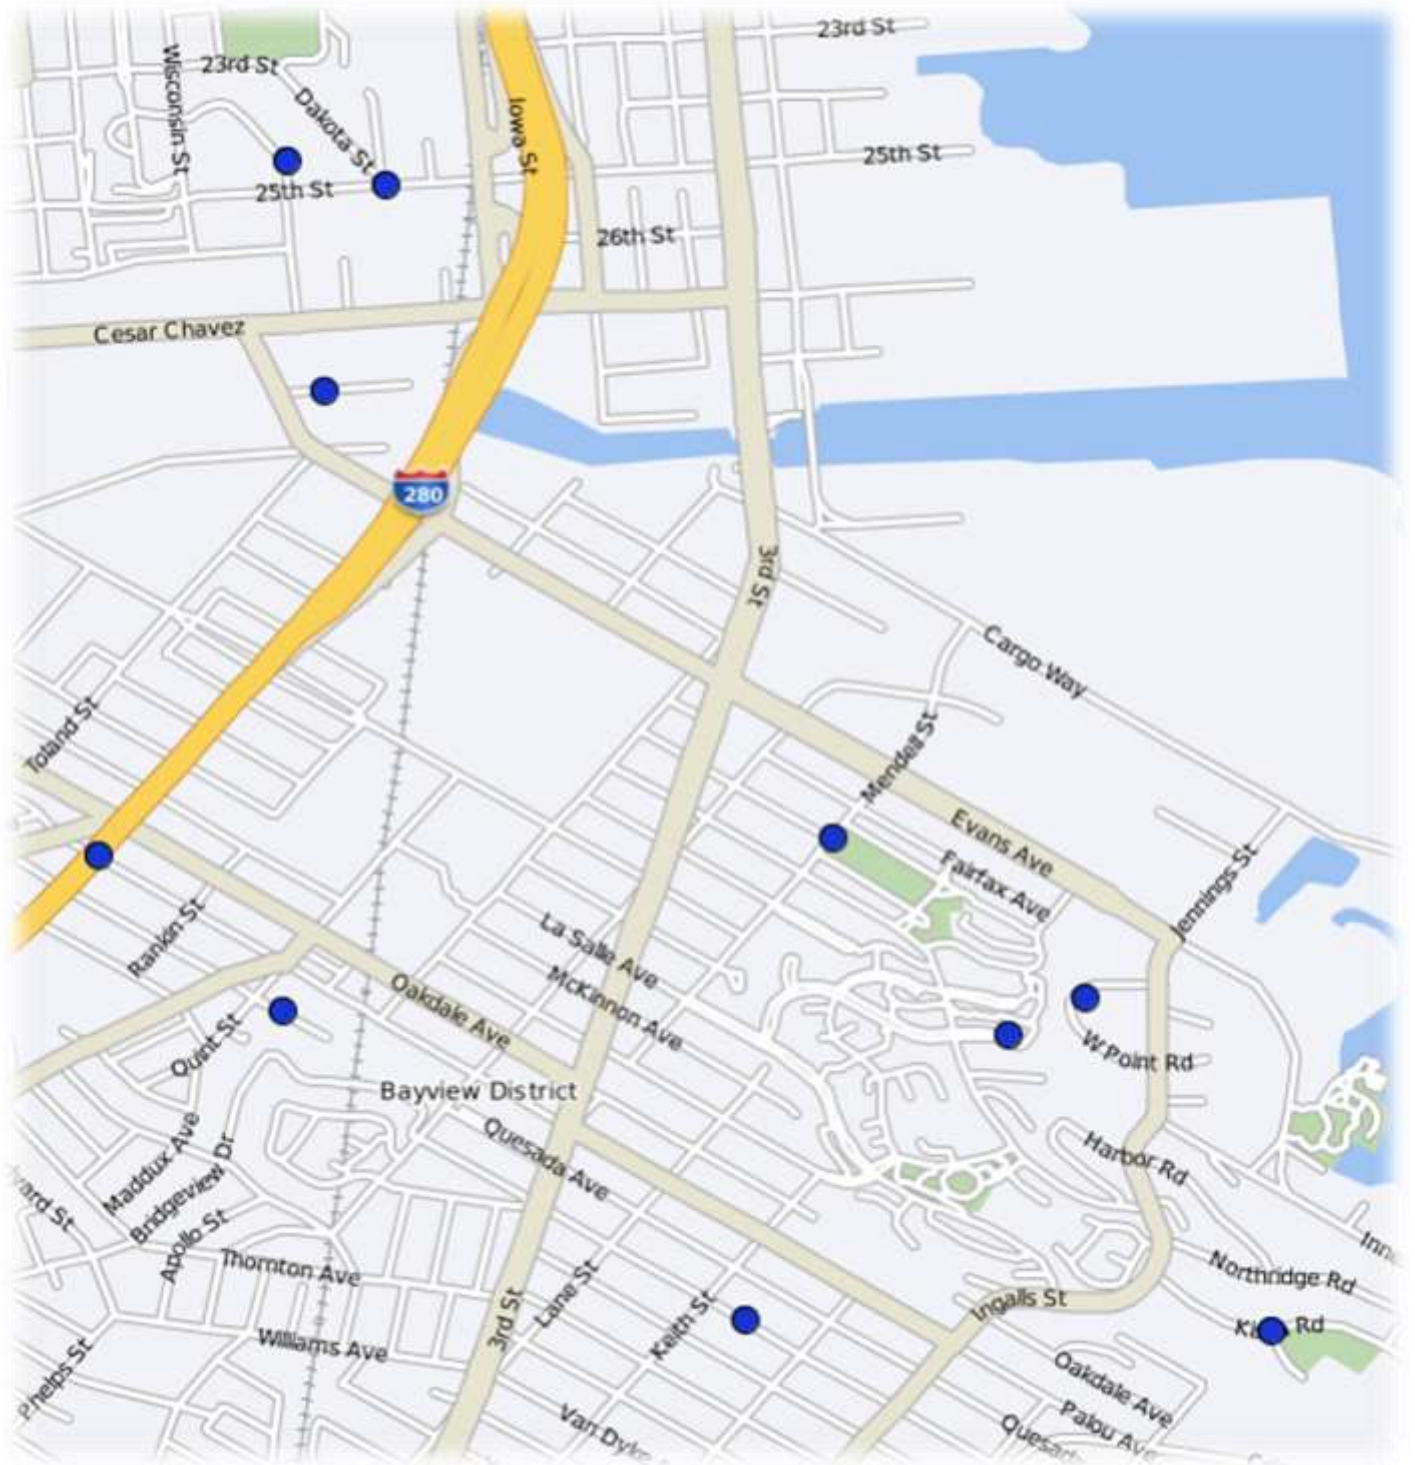 23rd St
23rd St
Wisconsin St
Dakota St
Iowa St
25th St
25th St
26th St
Cesar Chavez
280
3rd St
Cargo Way
Toland St
Mendell St
Evans Ave
Fairfax Ave
Jennings St
Rankin St
La Salle Ave
McKinnon Ave
Oakdale Ave
Quint St
W Point Rd
Bayview District
Quesada Ave
Maddux Ave
Harbor Rd
Bridgeview Dr
Apollo St
St
Thornton Ave
Northridge Rd
Lane St
Ingalls St
3rd St
Keith St
Rd
Williams Ave
Phelps St
Oakdale Ave
Palou Ave
Van Dyke